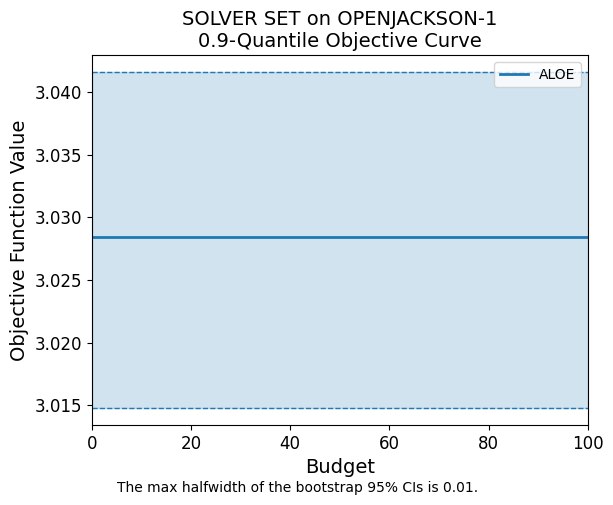 SOLVER SET on OPENJACKSON-1
0.9-Quantile Objective Curve
ALOE
Objective Function Value
3.040
3.035
3.030
3.025
3.020
3.015
0 20 40 60 80 100
Budget
The max halfwidth of the bootstrap 95% CIs is 0.01.